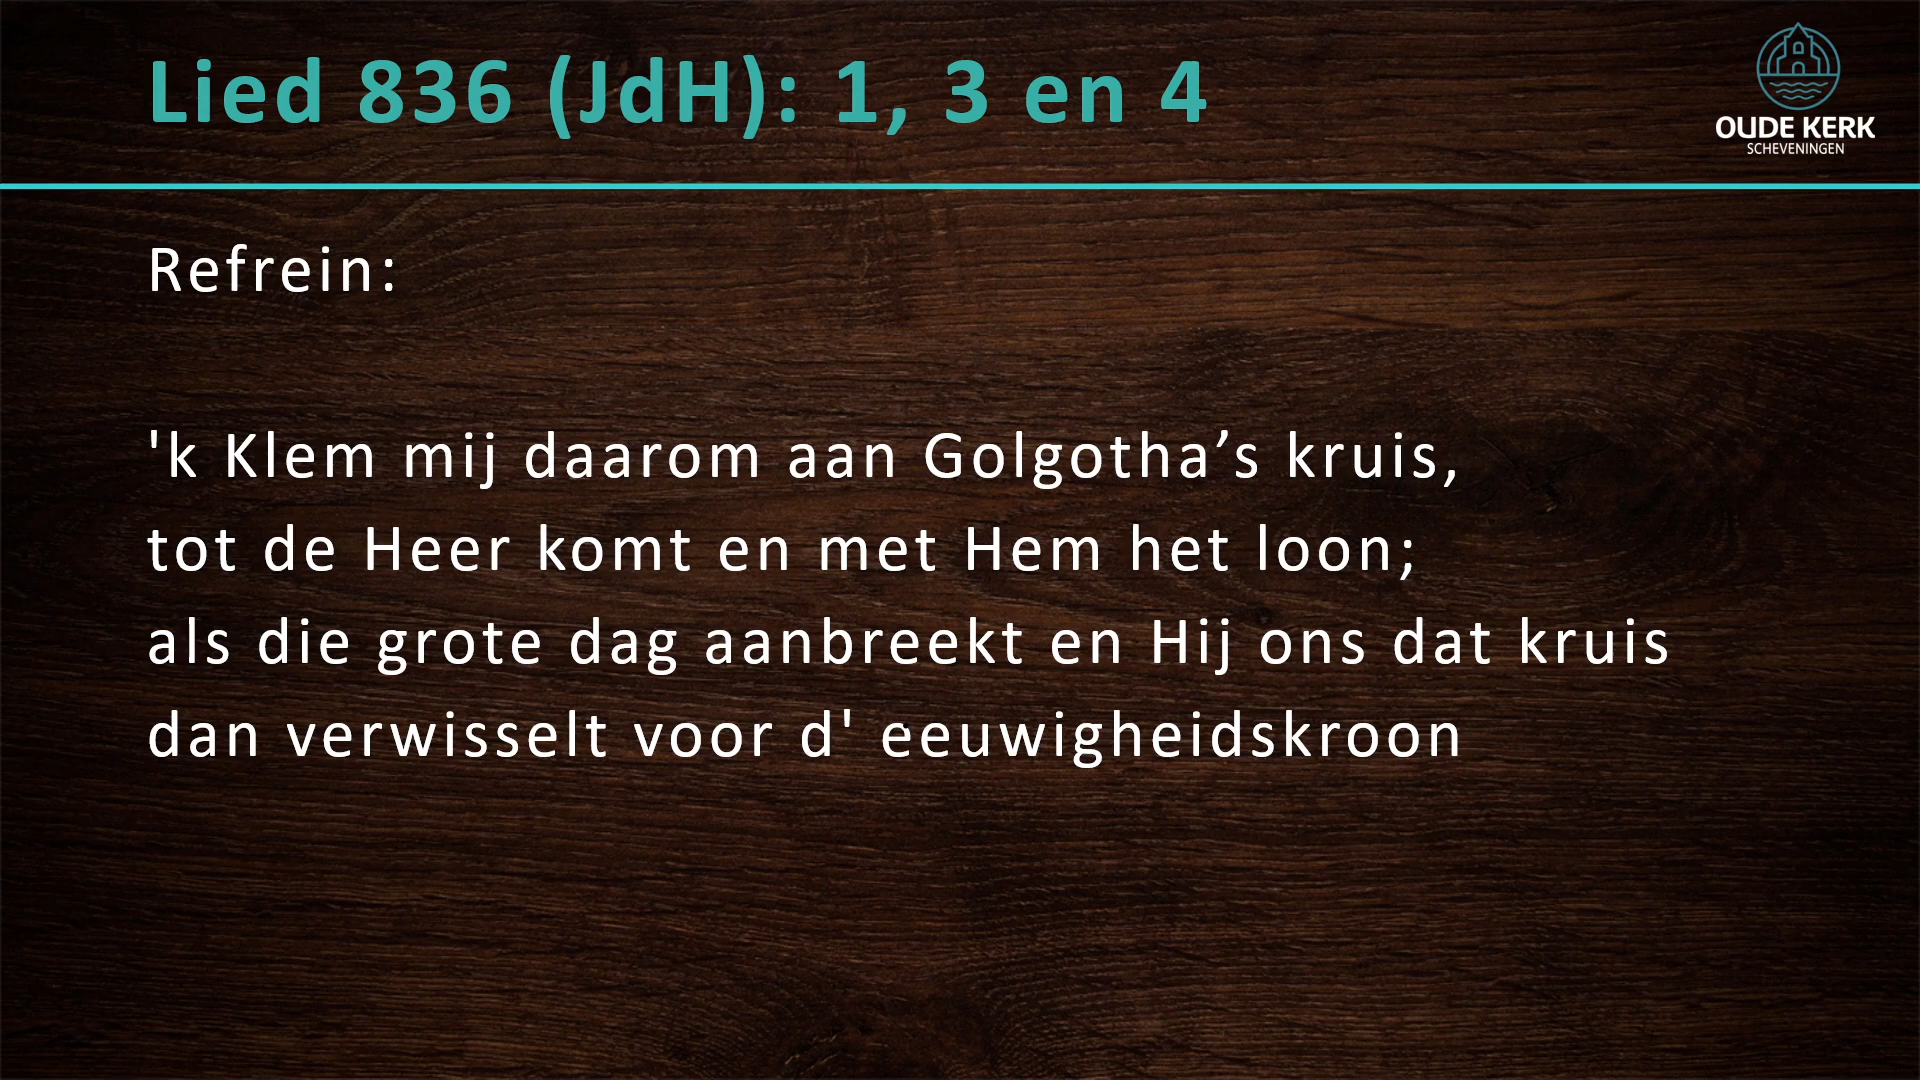 Lied 836 (JdH): 1, 3 en 4
OUDE KERK
SCHEVENINGEN
Refrein:
'k Klem mij daarom aan Golgotha’s kruis,
tot de Heer komt en met Hem het loon;
als die grote dag aanbreekt en Hij ons dat kruis
dan verwisselt voor d' eeuwigheidskroon